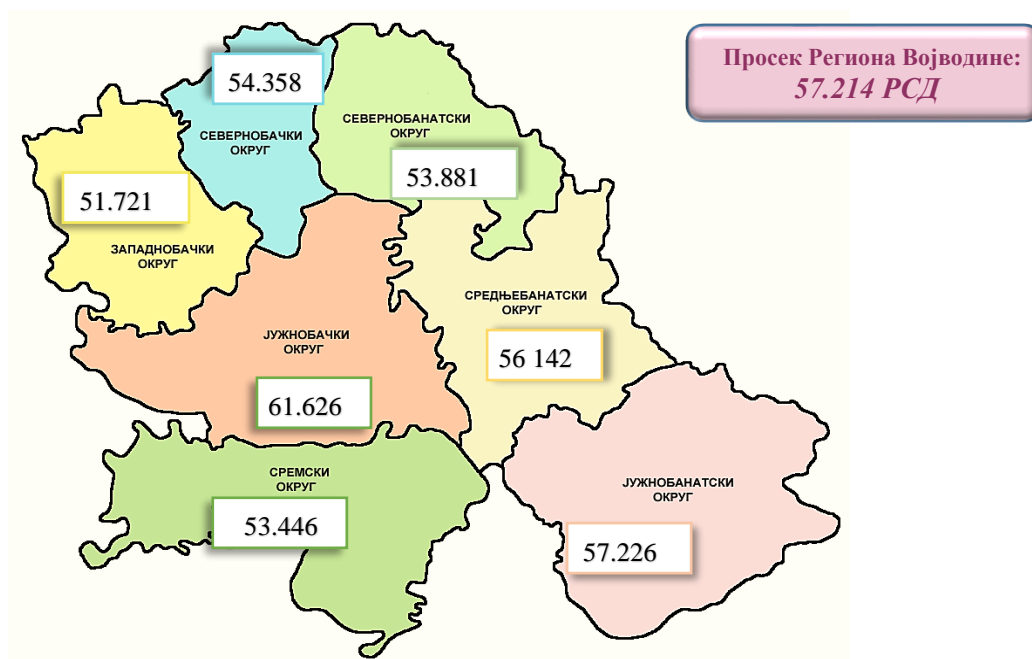 Просек Региона Војводине:
57.214 РСД
54.358
СЕВЕРНОБАЧКИ
ОКРУГ
СЕВЕРНОБАНАТСКИ
ОКРУГ
53.881
51.721
ЗАПАДНОБАЧКИ
ОКРУГ
СРЕДЊЕБАНАТСКИ
ОКРУГ
56 142
ЈУЖНОБАЧКИ
ОКРУГ
61.626
СРЕМСКИ
ОКРУГ
53.446
ЈУЖНОБАНАТСКИ
ОКРУГ
57.226